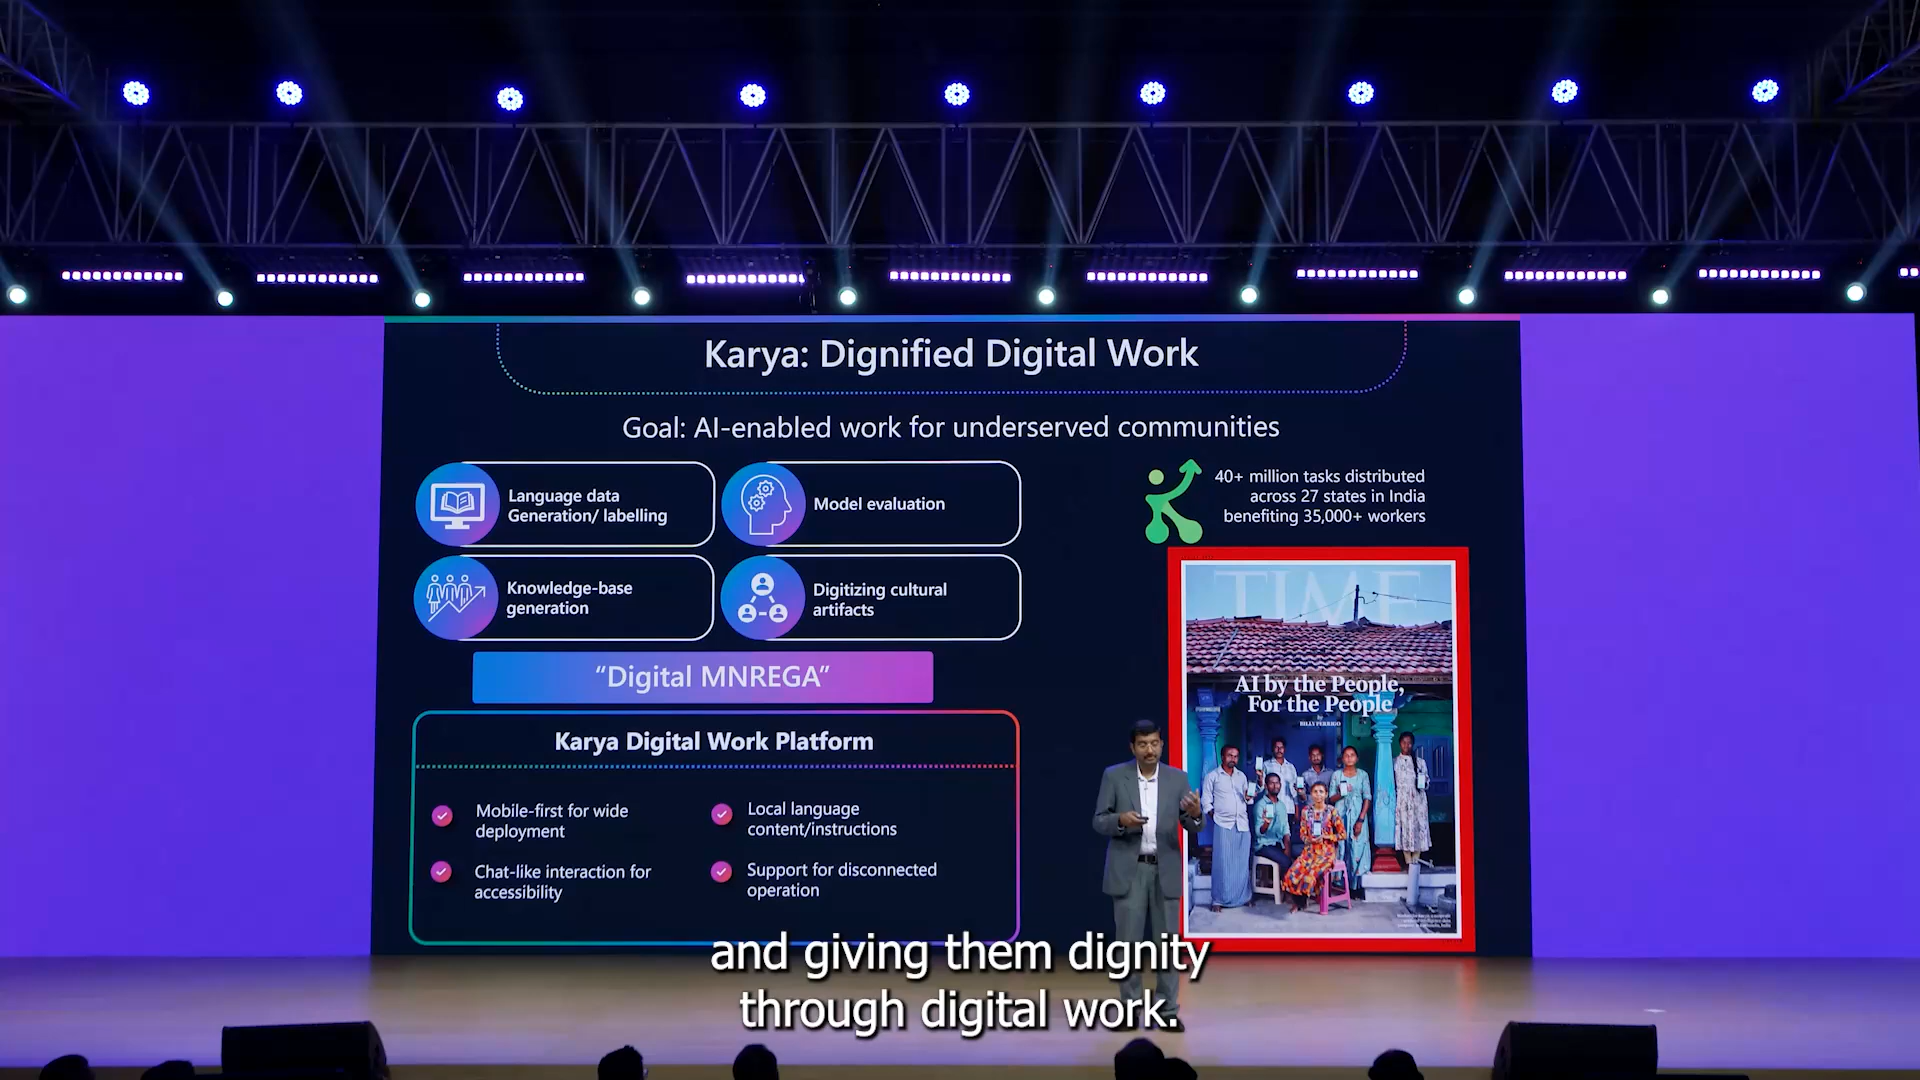 Karya: Dignified Digital Work
Goal: AI-enabled work for underserved communities
Language data
Generation/ labelling
Model evaluation
Knowledge-base
generation
Digitizing cultural
artifacts
"Digital MNREGA"
Karya Digital Work Platform
Mobile-first for wide
deployment
Local language
content/instructions
Chat-like interaction for
accessibility
Support for disconnected
operation
40+ million tasks distributed
across 27 states in India
benefiting 35,000+ workers
TIME
AI by the People,
For the People
by
BILLY PERRIGO
and giving them dignity
through digital work.